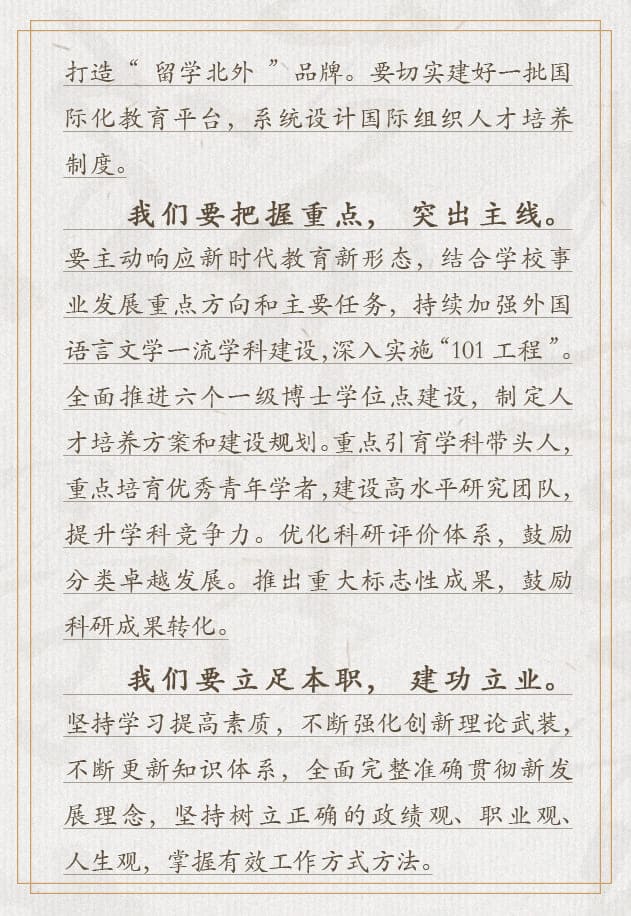 打造“ 留学北外 ”品牌。要切实建好一批国
际化教育平台，系统设计国际组织人才培养
制度。
我们要把握重点， 突出主线。
要主动响应新时代教育新形态，结合学校事
业发展重点方向和主要任务，持续加强外国
语言文学一流学科建设,深入实施“101工程”。
全面推进六个一级博士学位点建设，制定人
才培养方案和建设规划。重点引育学科带头人,
重点培育优秀青年学者,建设高水平研究团队,
提升学科竞争力。优化科研评价体系，鼓励
分类卓越发展。推出重大标志性成果，鼓励
科研成果转化。
我们要立足本职， 建功立业。
坚持学习提高素质，不断强化创新理论武装,
不断更新知识体系，全面完整准确贯彻新发
展理念，坚持树立正确的政绩观、职业观、
人生观，掌握有效工作方式方法。